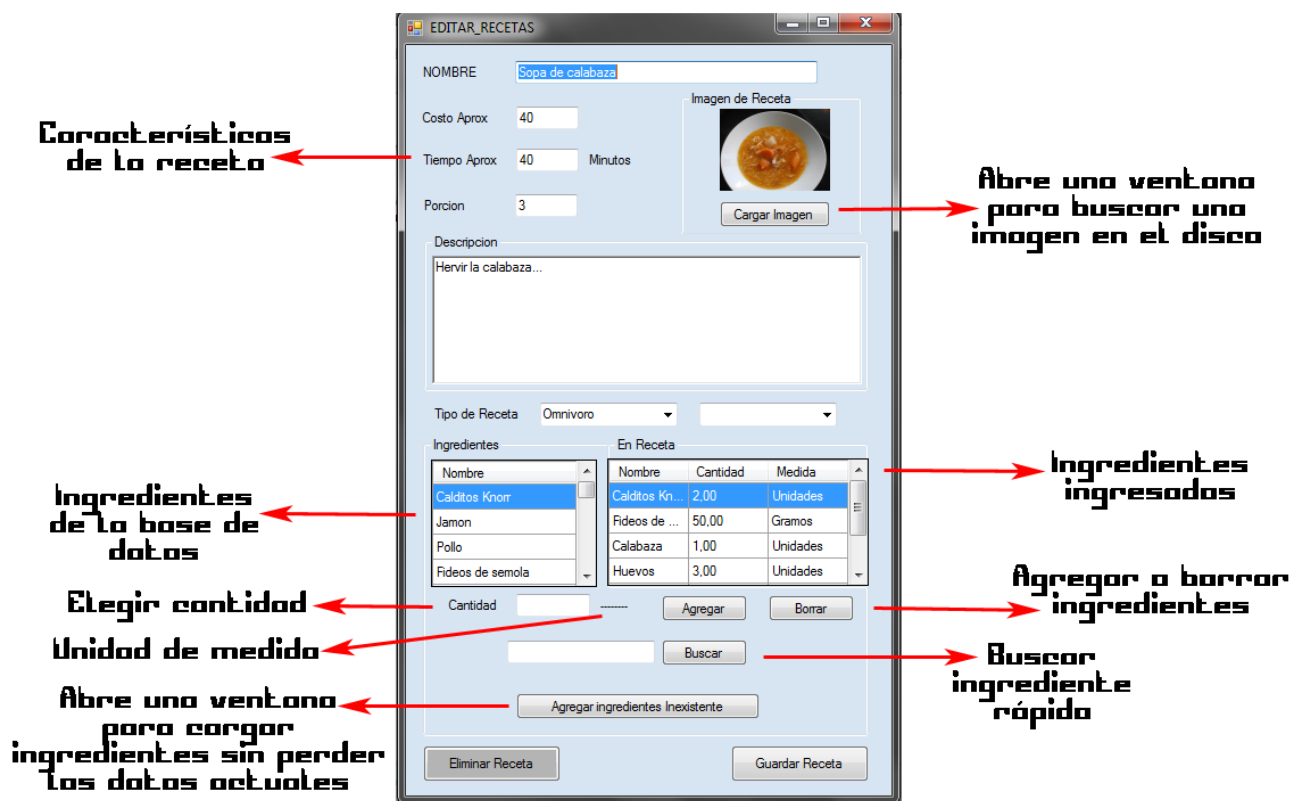 EDITAR_RECETAS
NOMBRE
Sopa de calabaza
Imagen de Receta
Costo Aprox
40
Características
de la receta
Tiempo Aprox
40
Minutos
Porcion
3
Cargar Imagen
Abre una ventana
para buscar una
imagen en el disco
Descripcion
Hervir la calabaza...
Tipo de Receta
Omnivoro
Ingredientes
Nombre
Calditos Knorr
Jamon
Pollo
Fideos de semola
En Receta
Nombre Cantidad Medida
Calditos Kn... 2,00 Unidades
Fideos de ... 50,00 Gramos
Calabaza 1,00 Unidades
Huevos 3,00 Unidades
Ingredientes
ingresados
Ingredientes
de la base de
datos
Elegir cantidad
Cantidad
--------
Agregar
Borrar
Agregar o borrar
ingredientes
Unidad de medida
Buscar
Buscar
ingrediente
rápido
Abre una ventana
para cargar
ingredientes sin perder
los datos actuales
Agregar ingredientes Inexistente
Eliminar Receta
Guardar Receta